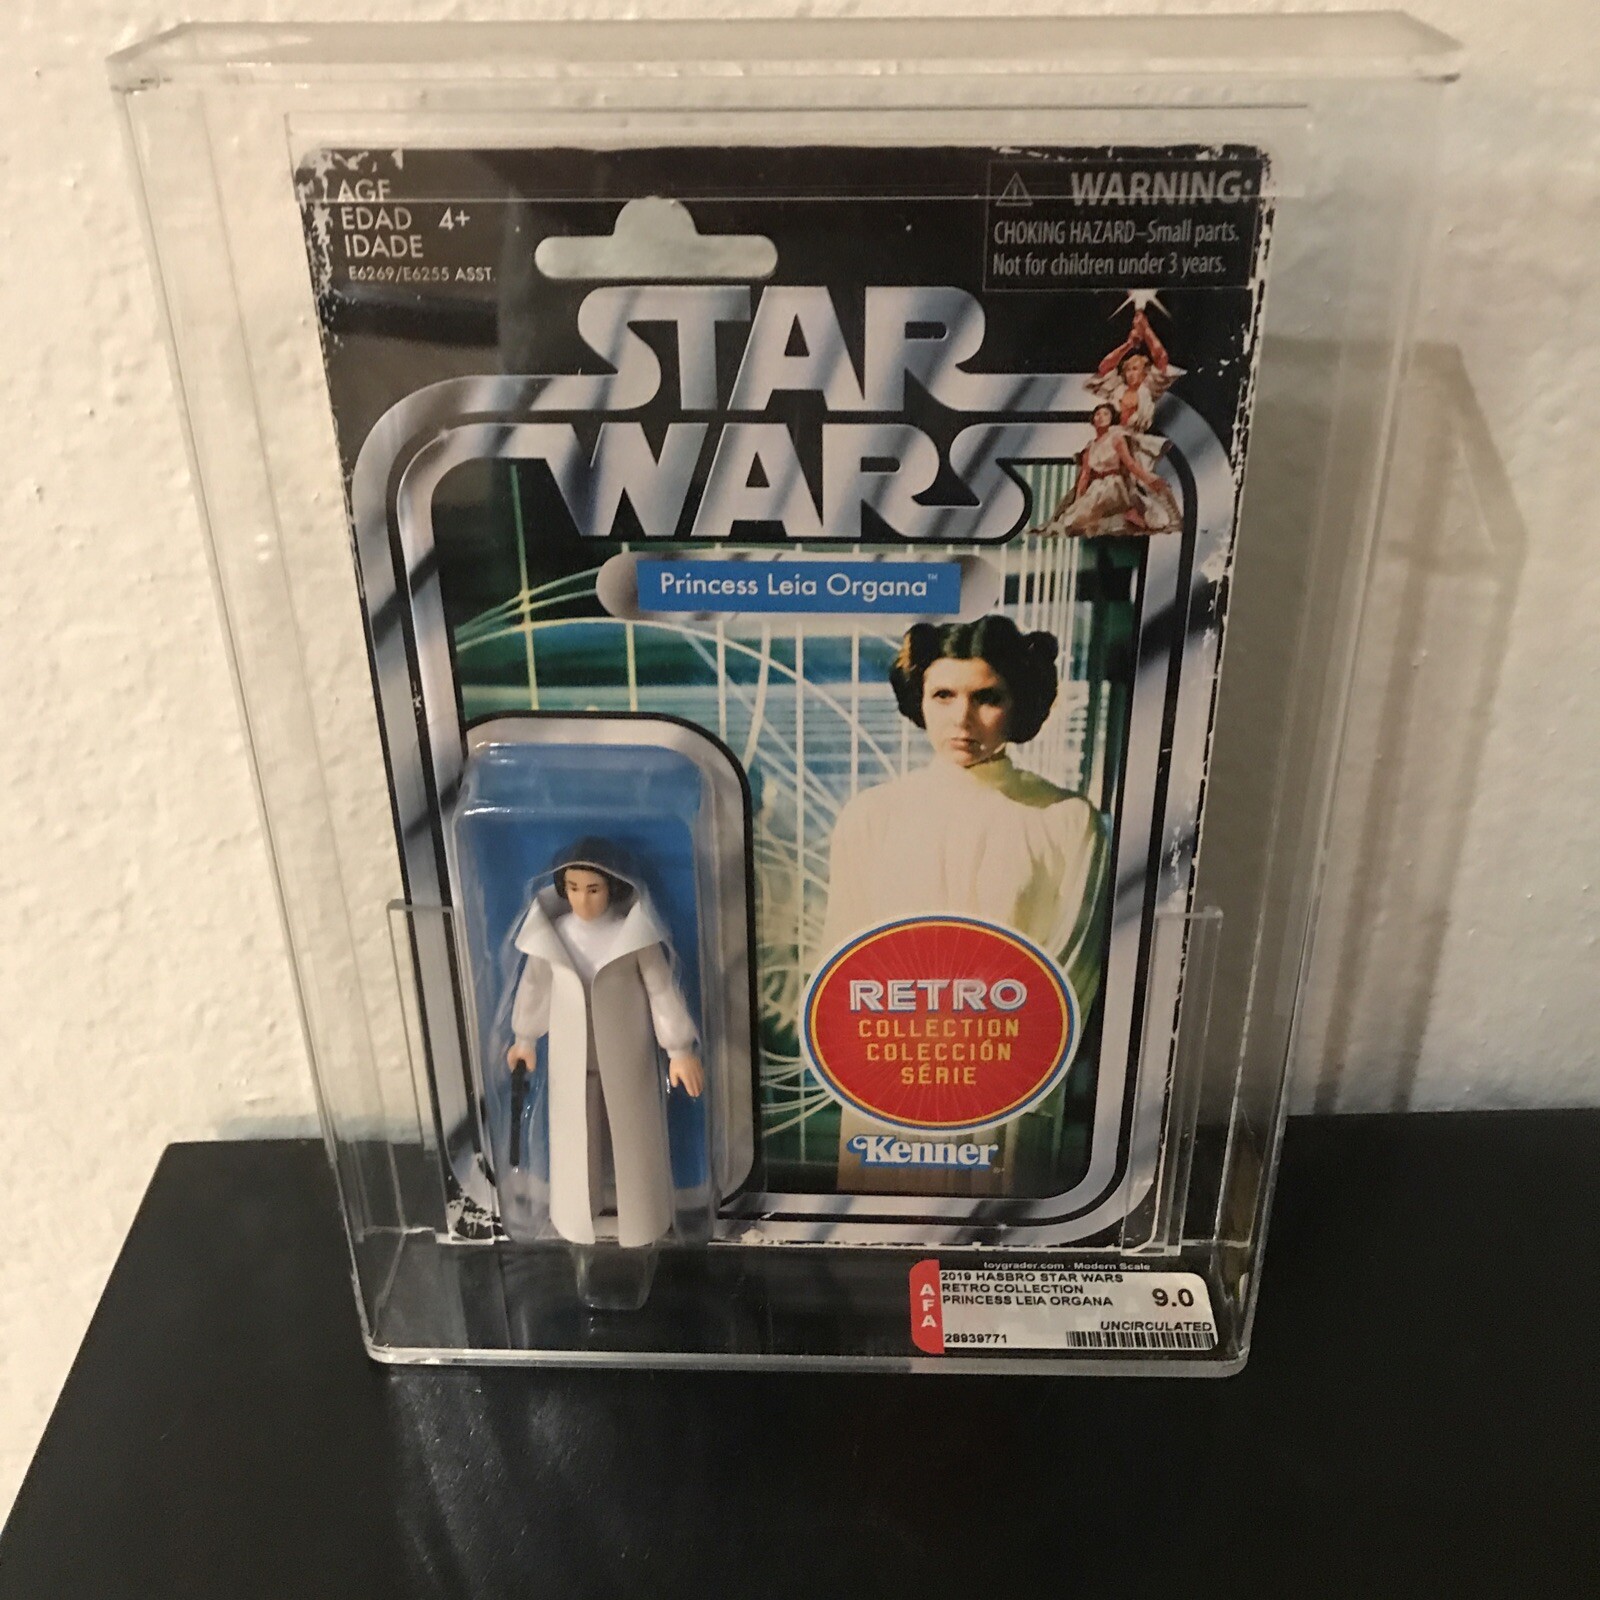 AGE
EDAD 4+
IDADE
E6269/E6255 ASST.
WARNING:
CHOKING HAZARD–Small parts.
Not for children under 3 years.
STAR
WARS
Princess Leia Organa™
RETRO
COLLECTION
COLECCIÓN
SÉRIE
Kenner
toygrader.com - Modern Scale
AFA
2019 HASBRO STAR WARS
RETRO COLLECTION
PRINCESS LEIA ORGANA
9.0
UNCIRCULATED
28939771